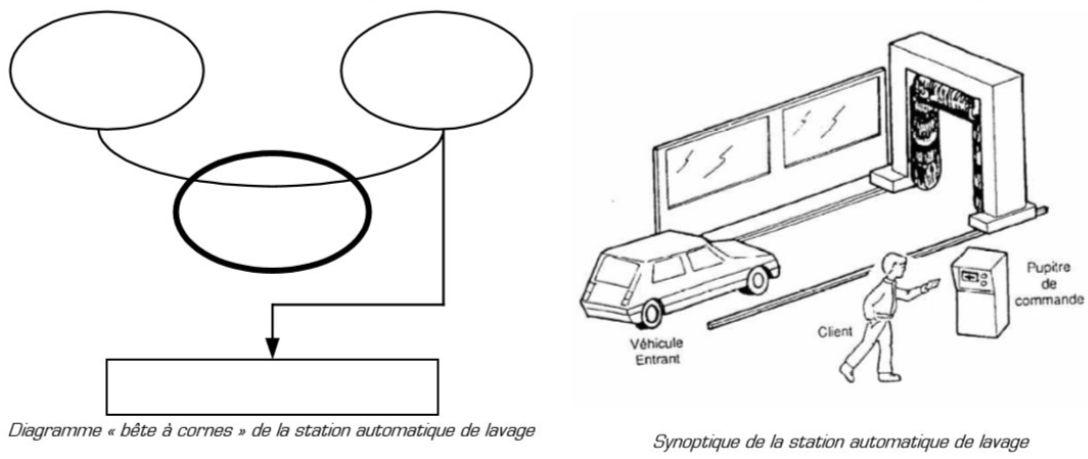 Pupitre
de
commande
Client
Véhicule
Entrant
Diagramme « bête à cornes » de la station automatique de lavage
Synoptique de la station automatique de lavage